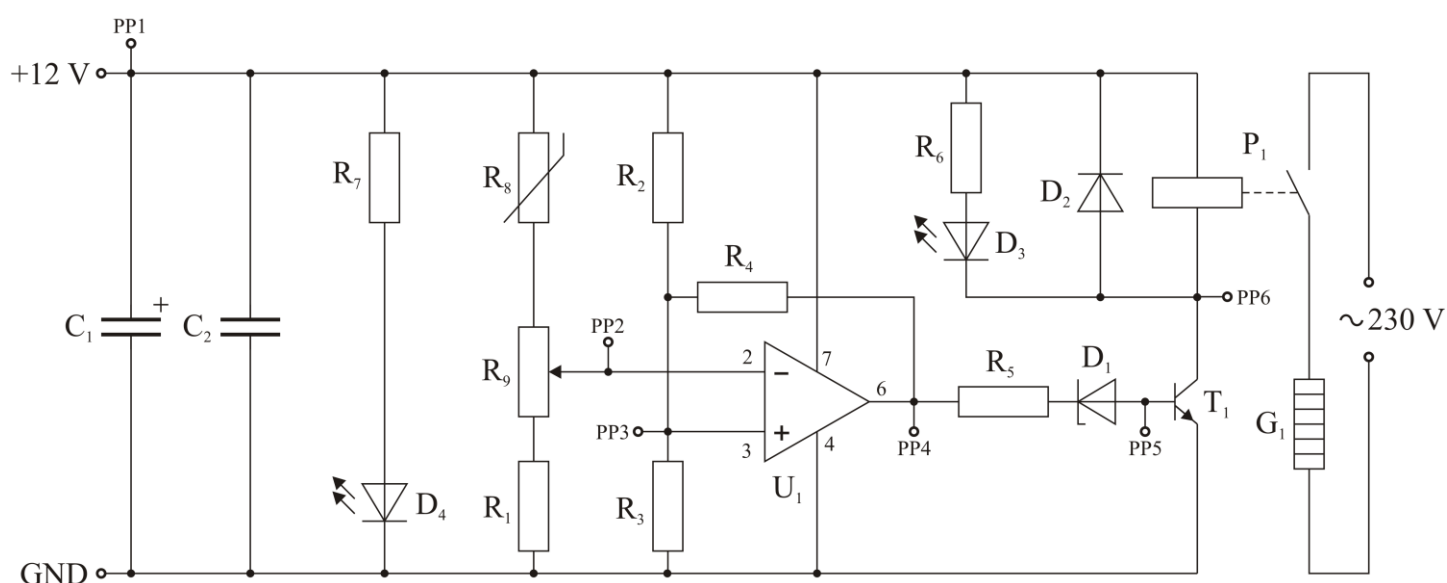 PP1
+12 V
R₇
R₈
R₂
R₆
P₁
D₂
D₃
R₄
PP6
C₁
+
C₂
PP2
~230 V
R₉
2
−
7
6
R₅
D₁
T₁
PP3
+
3
4
PP4
PP5
G₁
U₁
D₄
R₁
R₃
GND